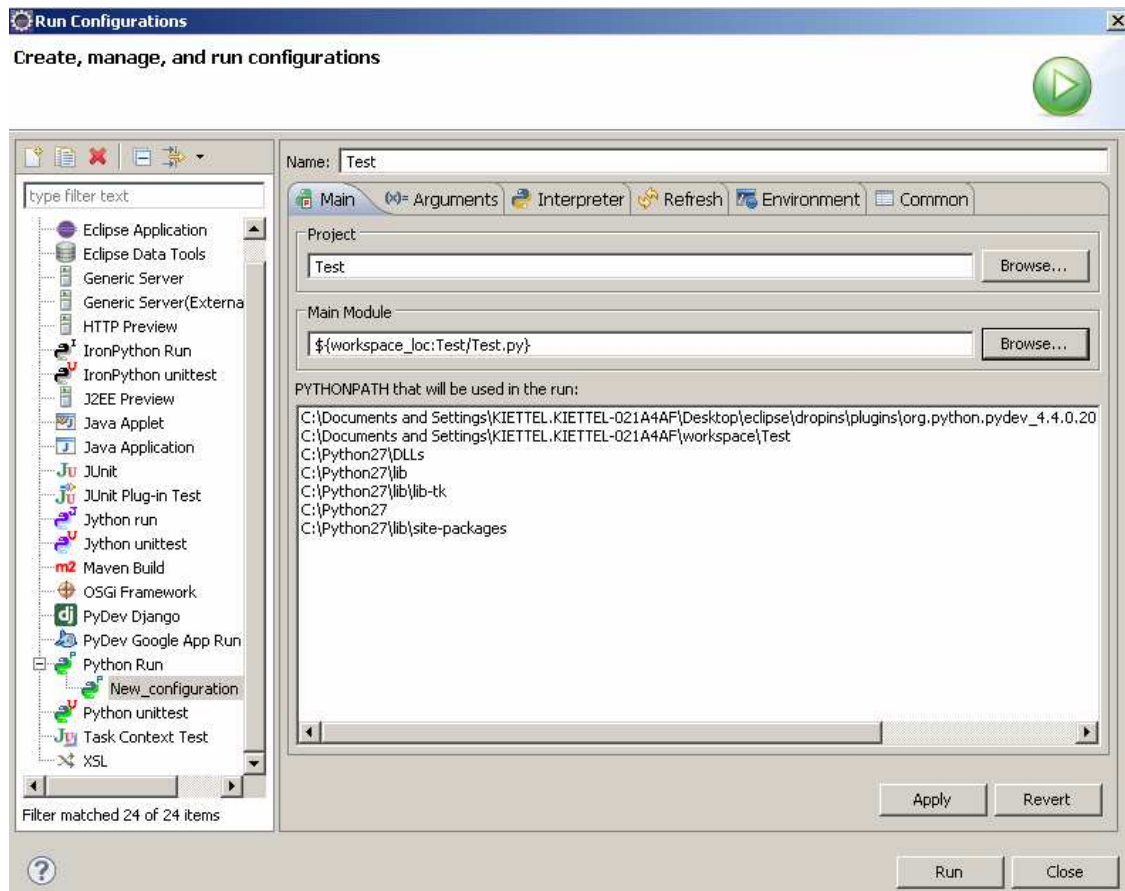 Run Configurations
Create, manage, and run configurations
type filter text
Eclipse Application
Eclipse Data Tools
Generic Server
Generic Server(Externa
HTTP Preview
IronPython Run
IronPython unittest
J2EE Preview
Java Applet
Java Application
JUnit
JUnit Plug-in Test
Jython run
Jython unittest
m2 Maven Build
OSGi Framework
dj PyDev Django
PyDev Google App Run
Python Run
New_configuration
Python unittest
Task Context Test
XSL
Filter matched 24 of 24 items
Name: Test
Main (x)= Arguments Interpreter Refresh Environment Common
Project
Test Browse...
Main Module
${workspace_loc:Test/Test.py} Browse...
PYTHONPATH that will be used in the run:
C:\Documents and Settings\KIETTEL.KIETTEL-021A4AF\Desktop\eclipse\dropins\plugins\org.python.pydev_4.4.0.20
C:\Documents and Settings\KIETTEL.KIETTEL-021A4AF\workspace\Test
C:\Python27\DLLs
C:\Python27\lib
C:\Python27\lib\lib-tk
C:\Python27
C:\Python27\lib\site-packages
Apply Revert
Run Close